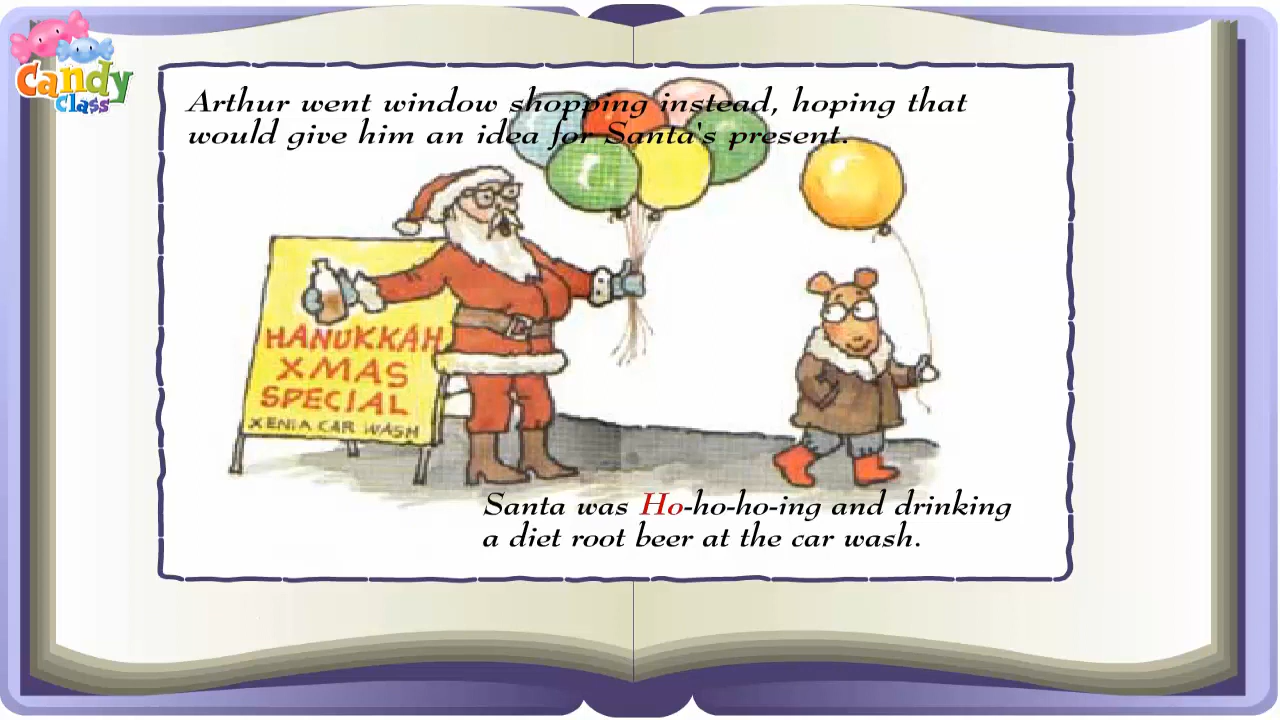 Candy
Class
Arthur went window shopping instead, hoping that
would give him an idea for Santa's present.
HANUKKAH
XMAS
SPECIAL
XENIA CAR WASH
Santa was Ho-ho-ho-ing and drinking
a diet root beer at the car wash.